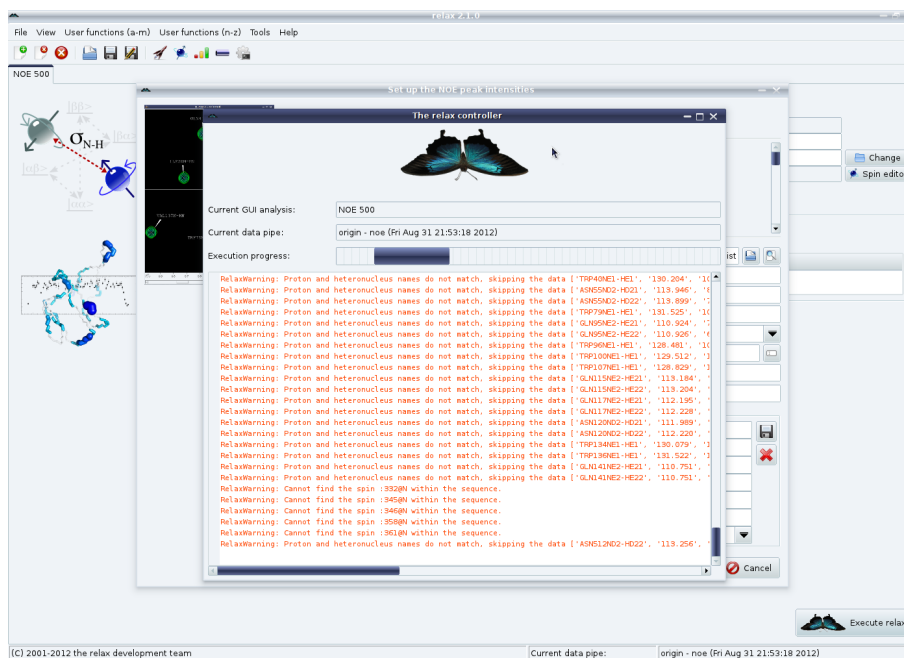 relax 2.1.0
File View User functions (a-m) User functions (n-z) Tools Help
NOE 500
Set up the NOE peak intensities
The relax controller
|ββ>
σN-H
|βα>
|αβ>
|αα>
Change
Spin edito
Current GUI analysis: NOE 500
Current data pipe: origin - noe (Fri Aug 31 21:53:18 2012)
Execution progress:
ist
RelaxWarning: Proton and heteronucleus names do not match, skipping the data ['TRP40NE1-HE1', '130.204', '10
RelaxWarning: Proton and heteronucleus names do not match, skipping the data ['ASN55ND2-HD21', '113.946', '
RelaxWarning: Proton and heteronucleus names do not match, skipping the data ['ASN55ND2-HD22', '113.899', '7
RelaxWarning: Proton and heteronucleus names do not match, skipping the data ['TRP79NE1-HE1', '131.525', '10
RelaxWarning: Proton and heteronucleus names do not match, skipping the data ['GLN95NE2-HE21', '110.924', '7
RelaxWarning: Proton and heteronucleus names do not match, skipping the data ['GLN95NE2-HE22', '110.926', '6
RelaxWarning: Proton and heteronucleus names do not match, skipping the data ['TRP96NE1-HE1', '128.481', '10
RelaxWarning: Proton and heteronucleus names do not match, skipping the data ['TRP100NE1-HE1', '129.512', '1
RelaxWarning: Proton and heteronucleus names do not match, skipping the data ['TRP107NE1-HE1', '128.829', '1
RelaxWarning: Proton and heteronucleus names do not match, skipping the data ['GLN115NE2-HE21', '113.184', '
RelaxWarning: Proton and heteronucleus names do not match, skipping the data ['GLN115NE2-HE22', '113.204', '
RelaxWarning: Proton and heteronucleus names do not match, skipping the data ['GLN117NE2-HE21', '112.195', '
RelaxWarning: Proton and heteronucleus names do not match, skipping the data ['GLN117NE2-HE22', '112.228', '
RelaxWarning: Proton and heteronucleus names do not match, skipping the data ['ASN120ND2-HD21', '111.989', '
RelaxWarning: Proton and heteronucleus names do not match, skipping the data ['ASN120ND2-HD22', '112.220', '
RelaxWarning: Proton and heteronucleus names do not match, skipping the data ['TRP134NE1-HE1', '130.079', '1
RelaxWarning: Proton and heteronucleus names do not match, skipping the data ['TRP136NE1-HE1', '131.522', '1
RelaxWarning: Proton and heteronucleus names do not match, skipping the data ['GLN141NE2-HE21', '110.751', '
RelaxWarning: Proton and heteronucleus names do not match, skipping the data ['GLN141NE2-HE22', '110.751', '
RelaxWarning: Cannot find the spin :332@N within the sequence.
RelaxWarning: Cannot find the spin :345@N within the sequence.
RelaxWarning: Cannot find the spin :346@N within the sequence.
RelaxWarning: Cannot find the spin :358@N within the sequence.
RelaxWarning: Cannot find the spin :361@N within the sequence.
RelaxWarning: Proton and heteronucleus names do not match, skipping the data ['ASN512ND2-HD22', '113.256', '
Cancel
Execute relax
(C) 2001-2012 the relax development team
Current data pipe: origin - noe (Fri Aug 31 21:53:18 2012)